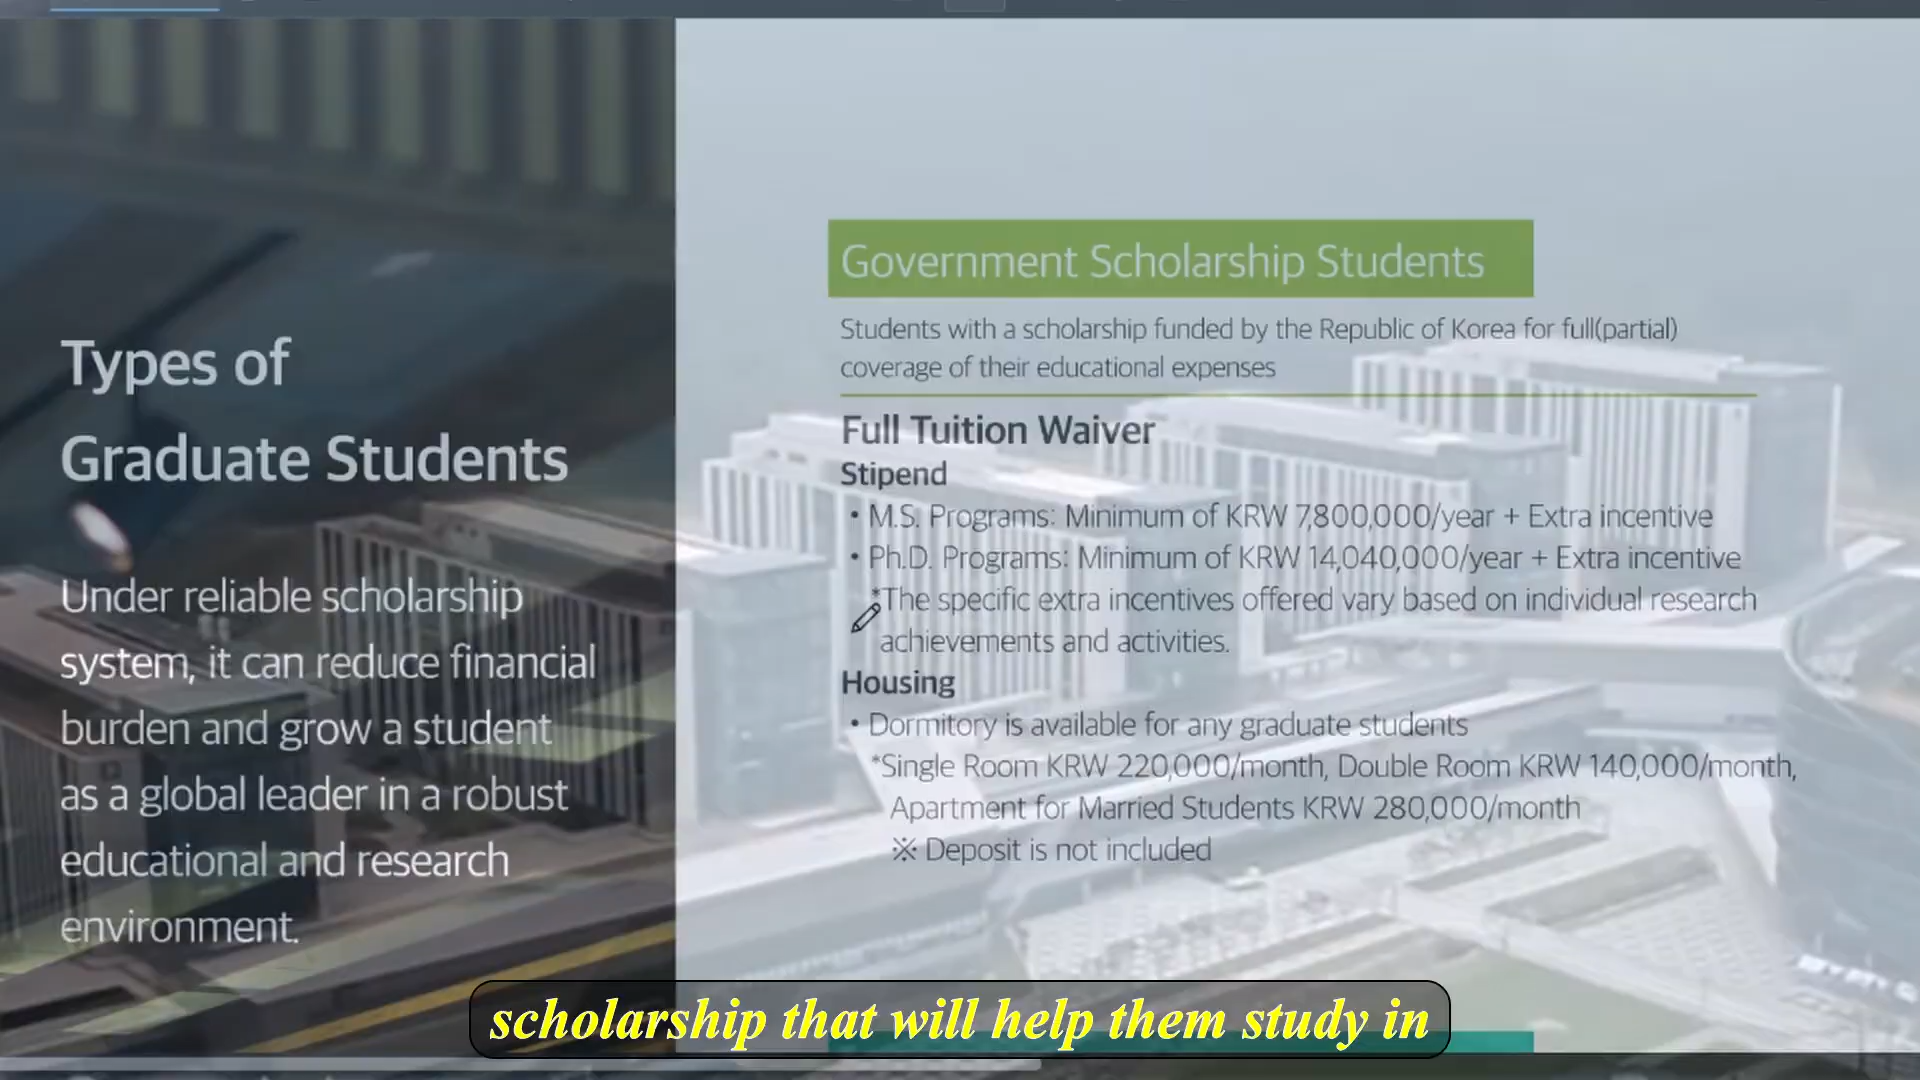 Types of
Graduate Students
Under reliable scholarship
system, it can reduce financial
burden and grow a student
as a global leader in a robust
educational and research
environment.
Government Scholarship Students
Students with a scholarship funded by the Republic of Korea for full(partial)
coverage of their educational expenses
Full Tuition Waiver
Stipend
• M.S. Programs: Minimum of KRW 7,800,000/year + Extra incentive
• Ph.D. Programs: Minimum of KRW 14,040,000/year + Extra incentive
*The specific extra incentives offered vary based on individual research
achievements and activities.
Housing
• Dormitory is available for any graduate students
*Single Room KRW 220,000/month, Double Room KRW 140,000/month,
Apartment for Married Students KRW 280,000/month
※ Deposit is not included
scholarship that will help them study in